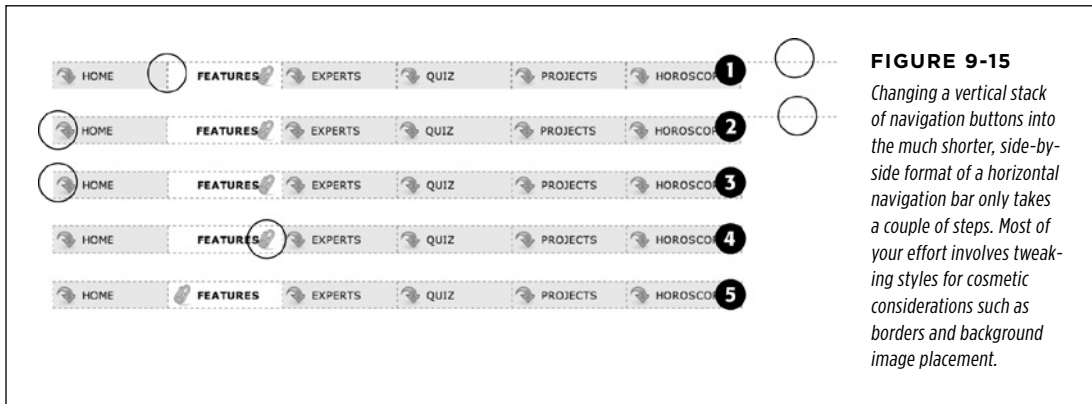 HOME FEATURES EXPERTS QUIZ PROJECTS HOROSCOP 1
HOME FEATURES EXPERTS QUIZ PROJECTS HOROSCOP 2
HOME FEATURES EXPERTS QUIZ PROJECTS HOROSCOP 3
HOME FEATURES EXPERTS QUIZ PROJECTS HOROSCOP 4
HOME FEATURES EXPERTS QUIZ PROJECTS HOROSCOP 5
FIGURE 9-15
Changing a vertical stack
of navigation buttons into
the much shorter, side-by-
side format of a horizontal
navigation bar only takes
a couple of steps. Most of
your effort involves tweak-
ing styles for cosmetic
considerations such as
borders and background
image placement.